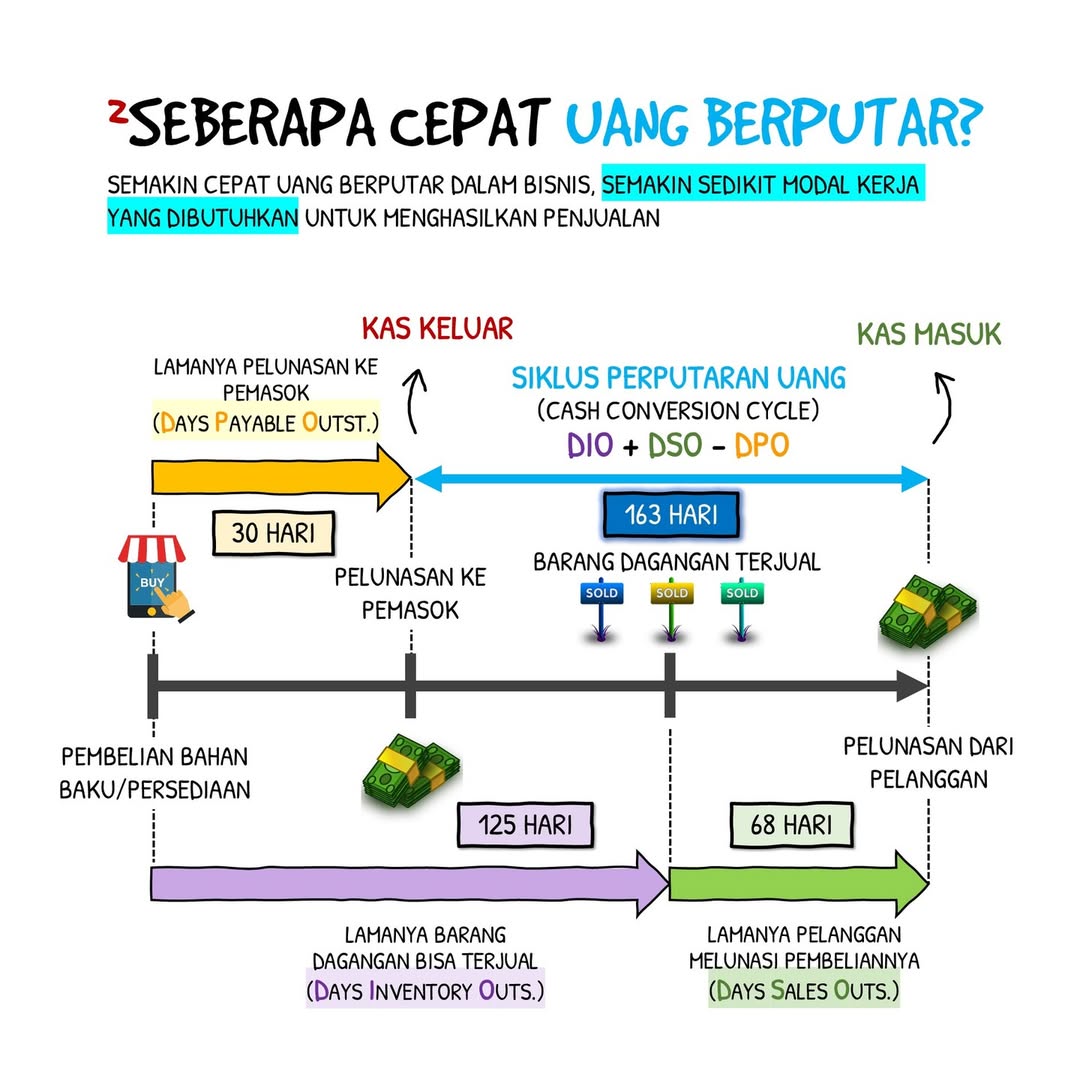 ²SEBERAPA CEPAT UANG BERPUTAR?
SEMAKIN CEPAT UANG BERPUTAR DALAM BISNIS, SEMAKIN SEDIKIT MODAL KERJA
YANG DIBUTUHKAN UNTUK MENGHASILKAN PENJUALAN
KAS KELUAR
KAS MASUK
LAMANYA PELUNASAN KE
PEMASOK
(DAYS PAYABLE OUTST.)
SIKLUS PERPUTARAN UANG
(CASH CONVERSION CYCLE)
DIO + DSO - DPO
30 HARI
163 HARI
BUY
PELUNASAN KE
PEMASOK
BARANG DAGANGAN TERJUAL
SOLD
SOLD
SOLD
PEMBELIAN BAHAN
BAKU/PERSEDIAAN
PELUNASAN DARI
PELANGGAN
125 HARI
68 HARI
LAMANYA BARANG
DAGANGAN BISA TERJUAL
(DAYS INVENTORY OUTS.)
LAMANYA PELANGGAN
MELUNASI PEMBELIANNYA
(DAYS SALES OUTS.)